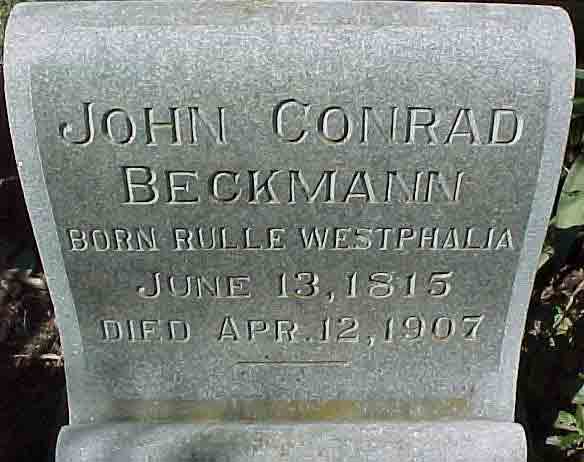 JOHN CONRAD
BECKMANN
BORN RULLE WESTPHALIA
JUNE 13, 1815
DIED APR. 12, 1907